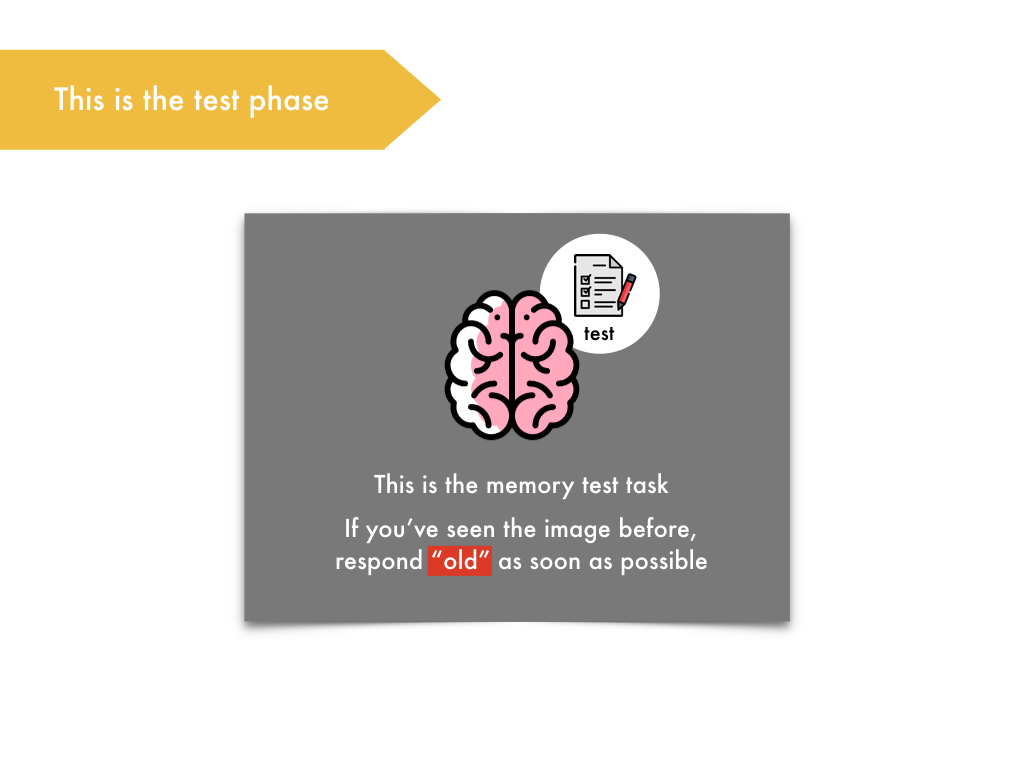 This is the test phase
test
This is the memory test task
If you’ve seen the image before,
respond “old” as soon as possible